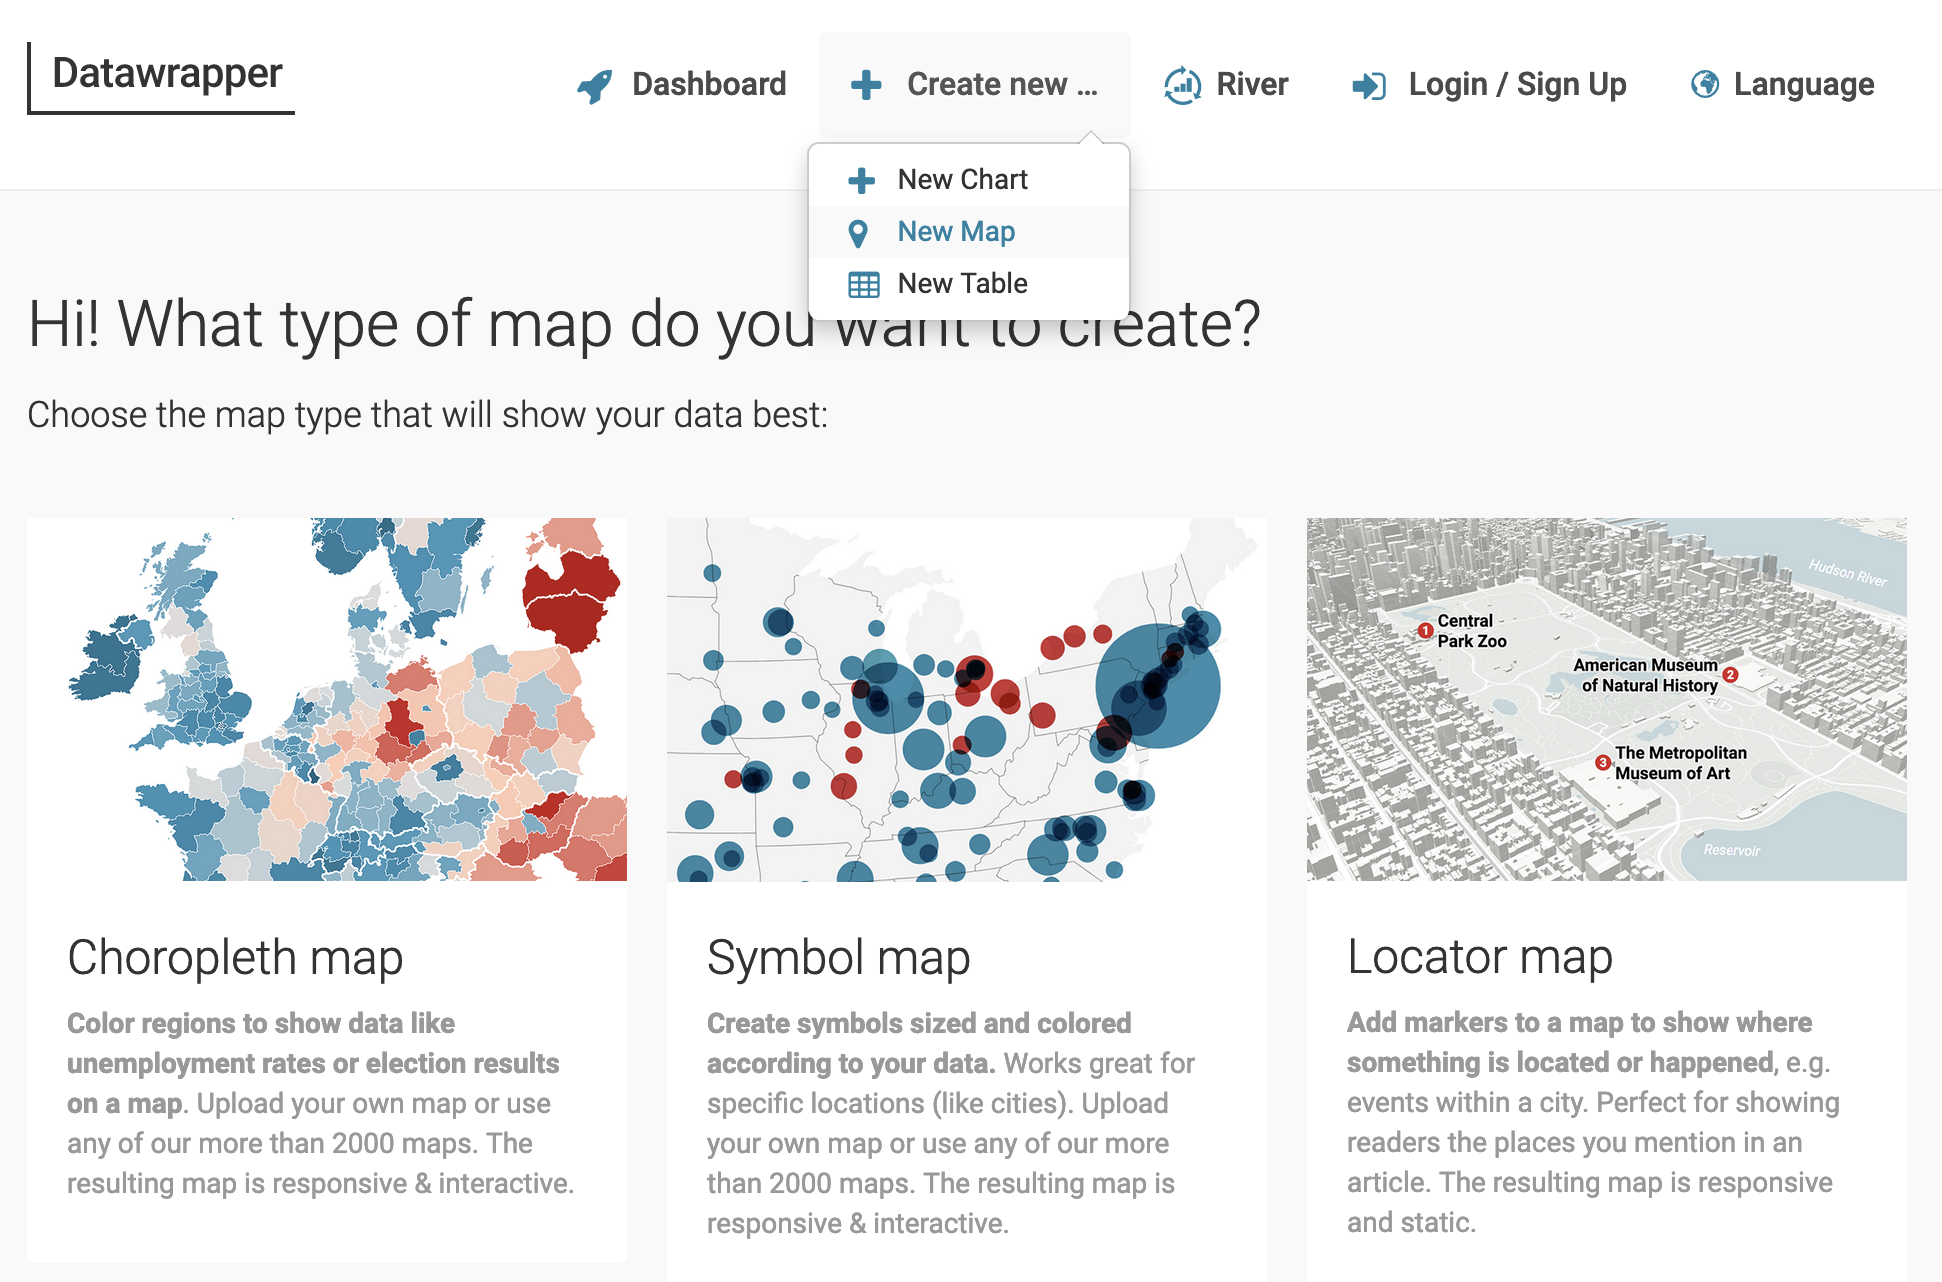 Datawrapper
Dashboard
Create new ...
River
Login / Sign Up
Language
New Chart
New Map
New Table
Hi! What type of map do you want to create?
Choose the map type that will show your data best:
Hudson River
1 Central
Park Zoo
American Museum 2
of Natural History
3 The Metropolitan
Museum of Art
Reservoir
Choropleth map
Color regions to show data like
unemployment rates or election results
on a map. Upload your own map or use
any of our more than 2000 maps. The
resulting map is responsive & interactive.
Symbol map
Create symbols sized and colored
according to your data. Works great for
specific locations (like cities). Upload
your own map or use any of our more
than 2000 maps. The resulting map is
responsive & interactive.
Locator map
Add markers to a map to show where
something is located or happened, e.g.
events within a city. Perfect for showing
readers the places you mention in an
article. The resulting map is responsive
and static.